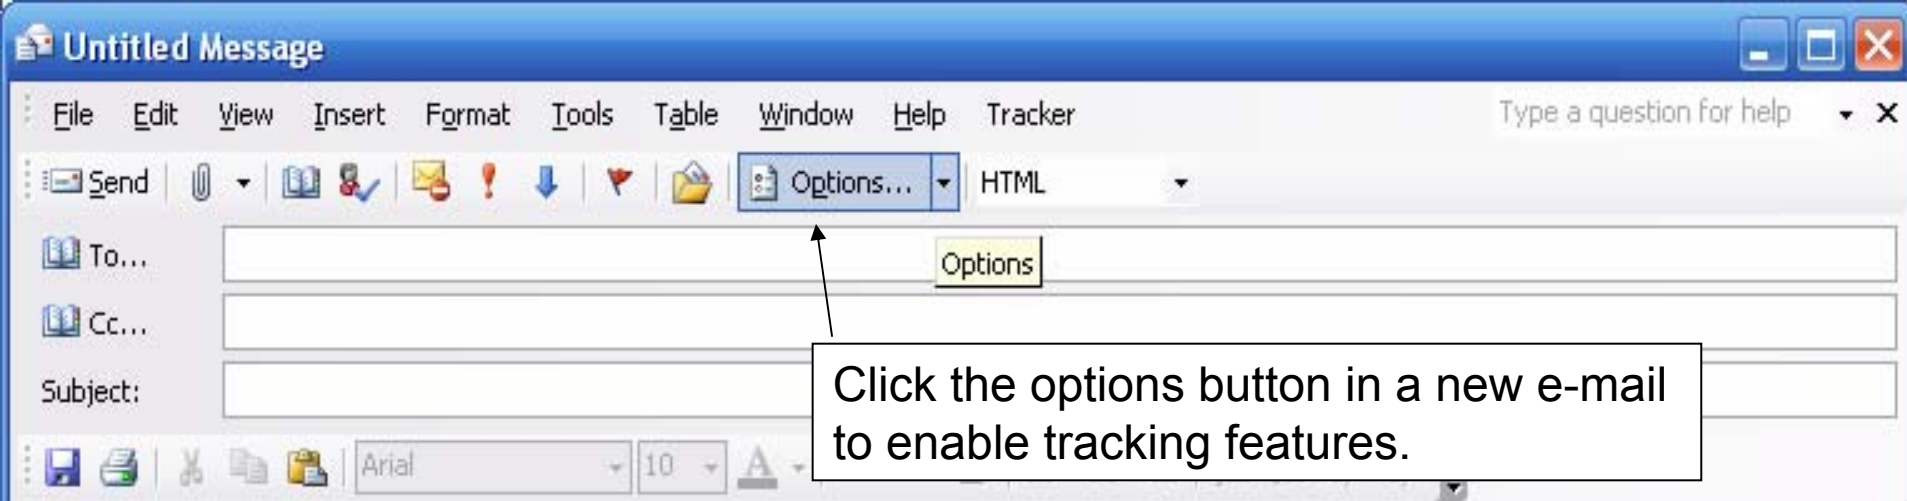 Untitled Message
File Edit View Insert Format Tools Table Window Help Tracker Type a question for help
Send Options... HTML
To...
Options
Cc...
Click the options button in a new e-mail
to enable tracking features.
Subject:
Arial 10 A